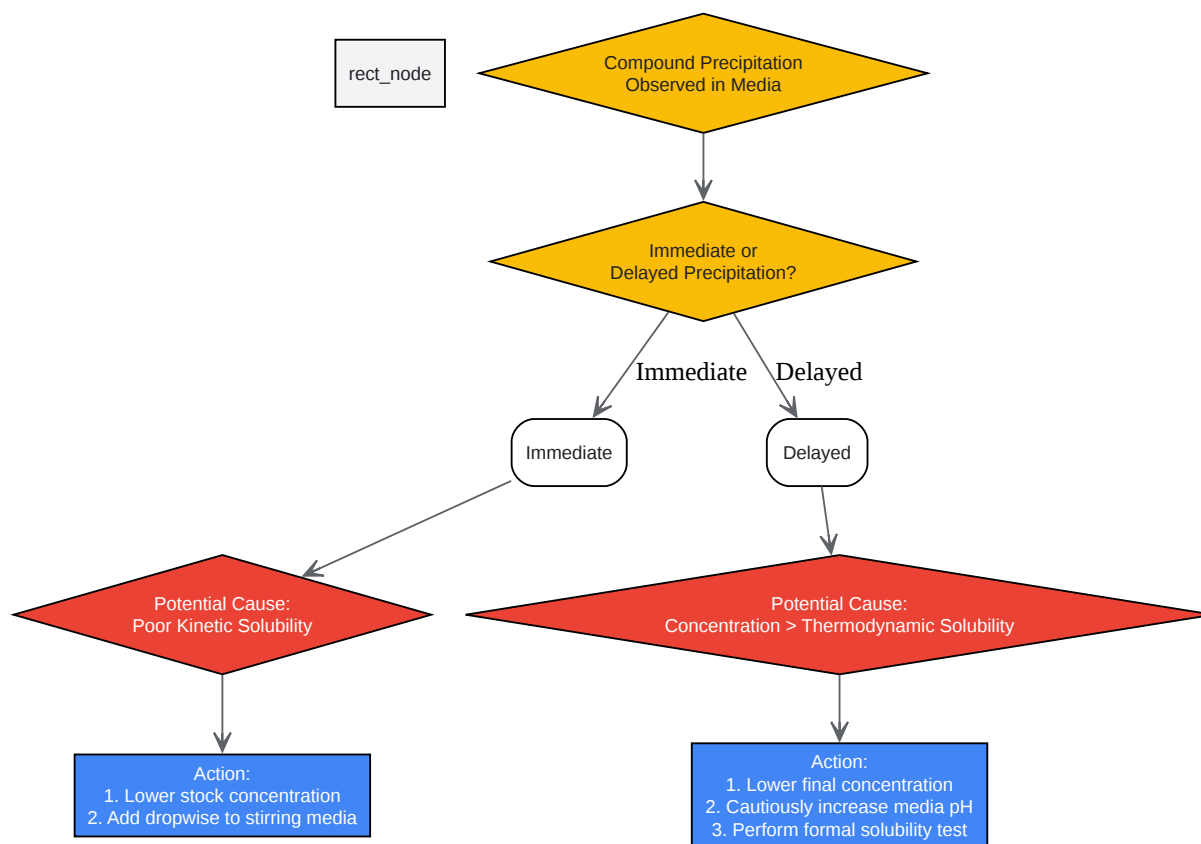 rect_node
Compound Precipitation
Observed in Media
Immediate or
Delayed Precipitation?
Immediate
Delayed
Immediate
Delayed
Potential Cause:
Poor Kinetic Solubility
Potential Cause:
Concentration > Thermodynamic Solubility
Action:
1. Lower stock concentration
2. Add dropwise to stirring media
Action:
1. Lower final concentration
2. Cautiously increase media pH
3. Perform formal solubility test